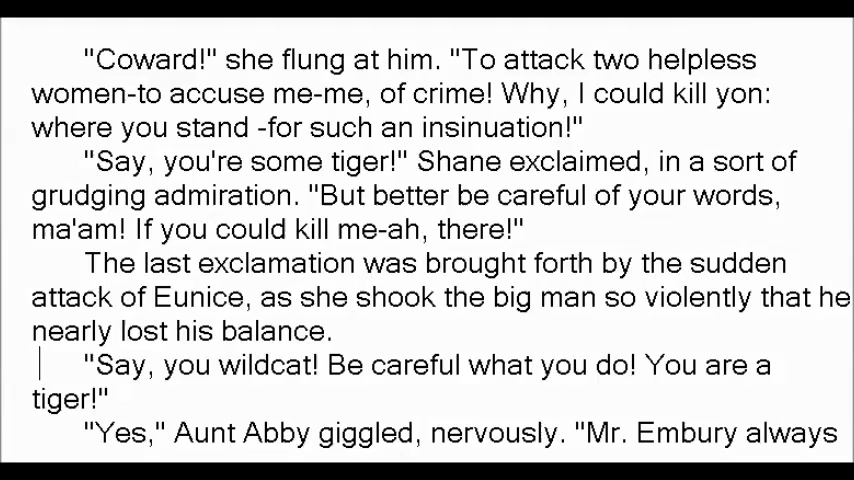 "Coward!" she flung at him. "To attack two helpless
women-to accuse me-me, of crime! Why, I could kill yon:
where you stand -for such an insinuation!"
"Say, you're some tiger!" Shane exclaimed, in a sort of
grudging admiration. "But better be careful of your words,
ma'am! If you could kill me-ah, there!"
The last exclamation was brought forth by the sudden
attack of Eunice, as she shook the big man so violently that he
nearly lost his balance.
"Say, you wildcat! Be careful what you do! You are a
tiger!"
"Yes," Aunt Abby giggled, nervously. "Mr. Embury always